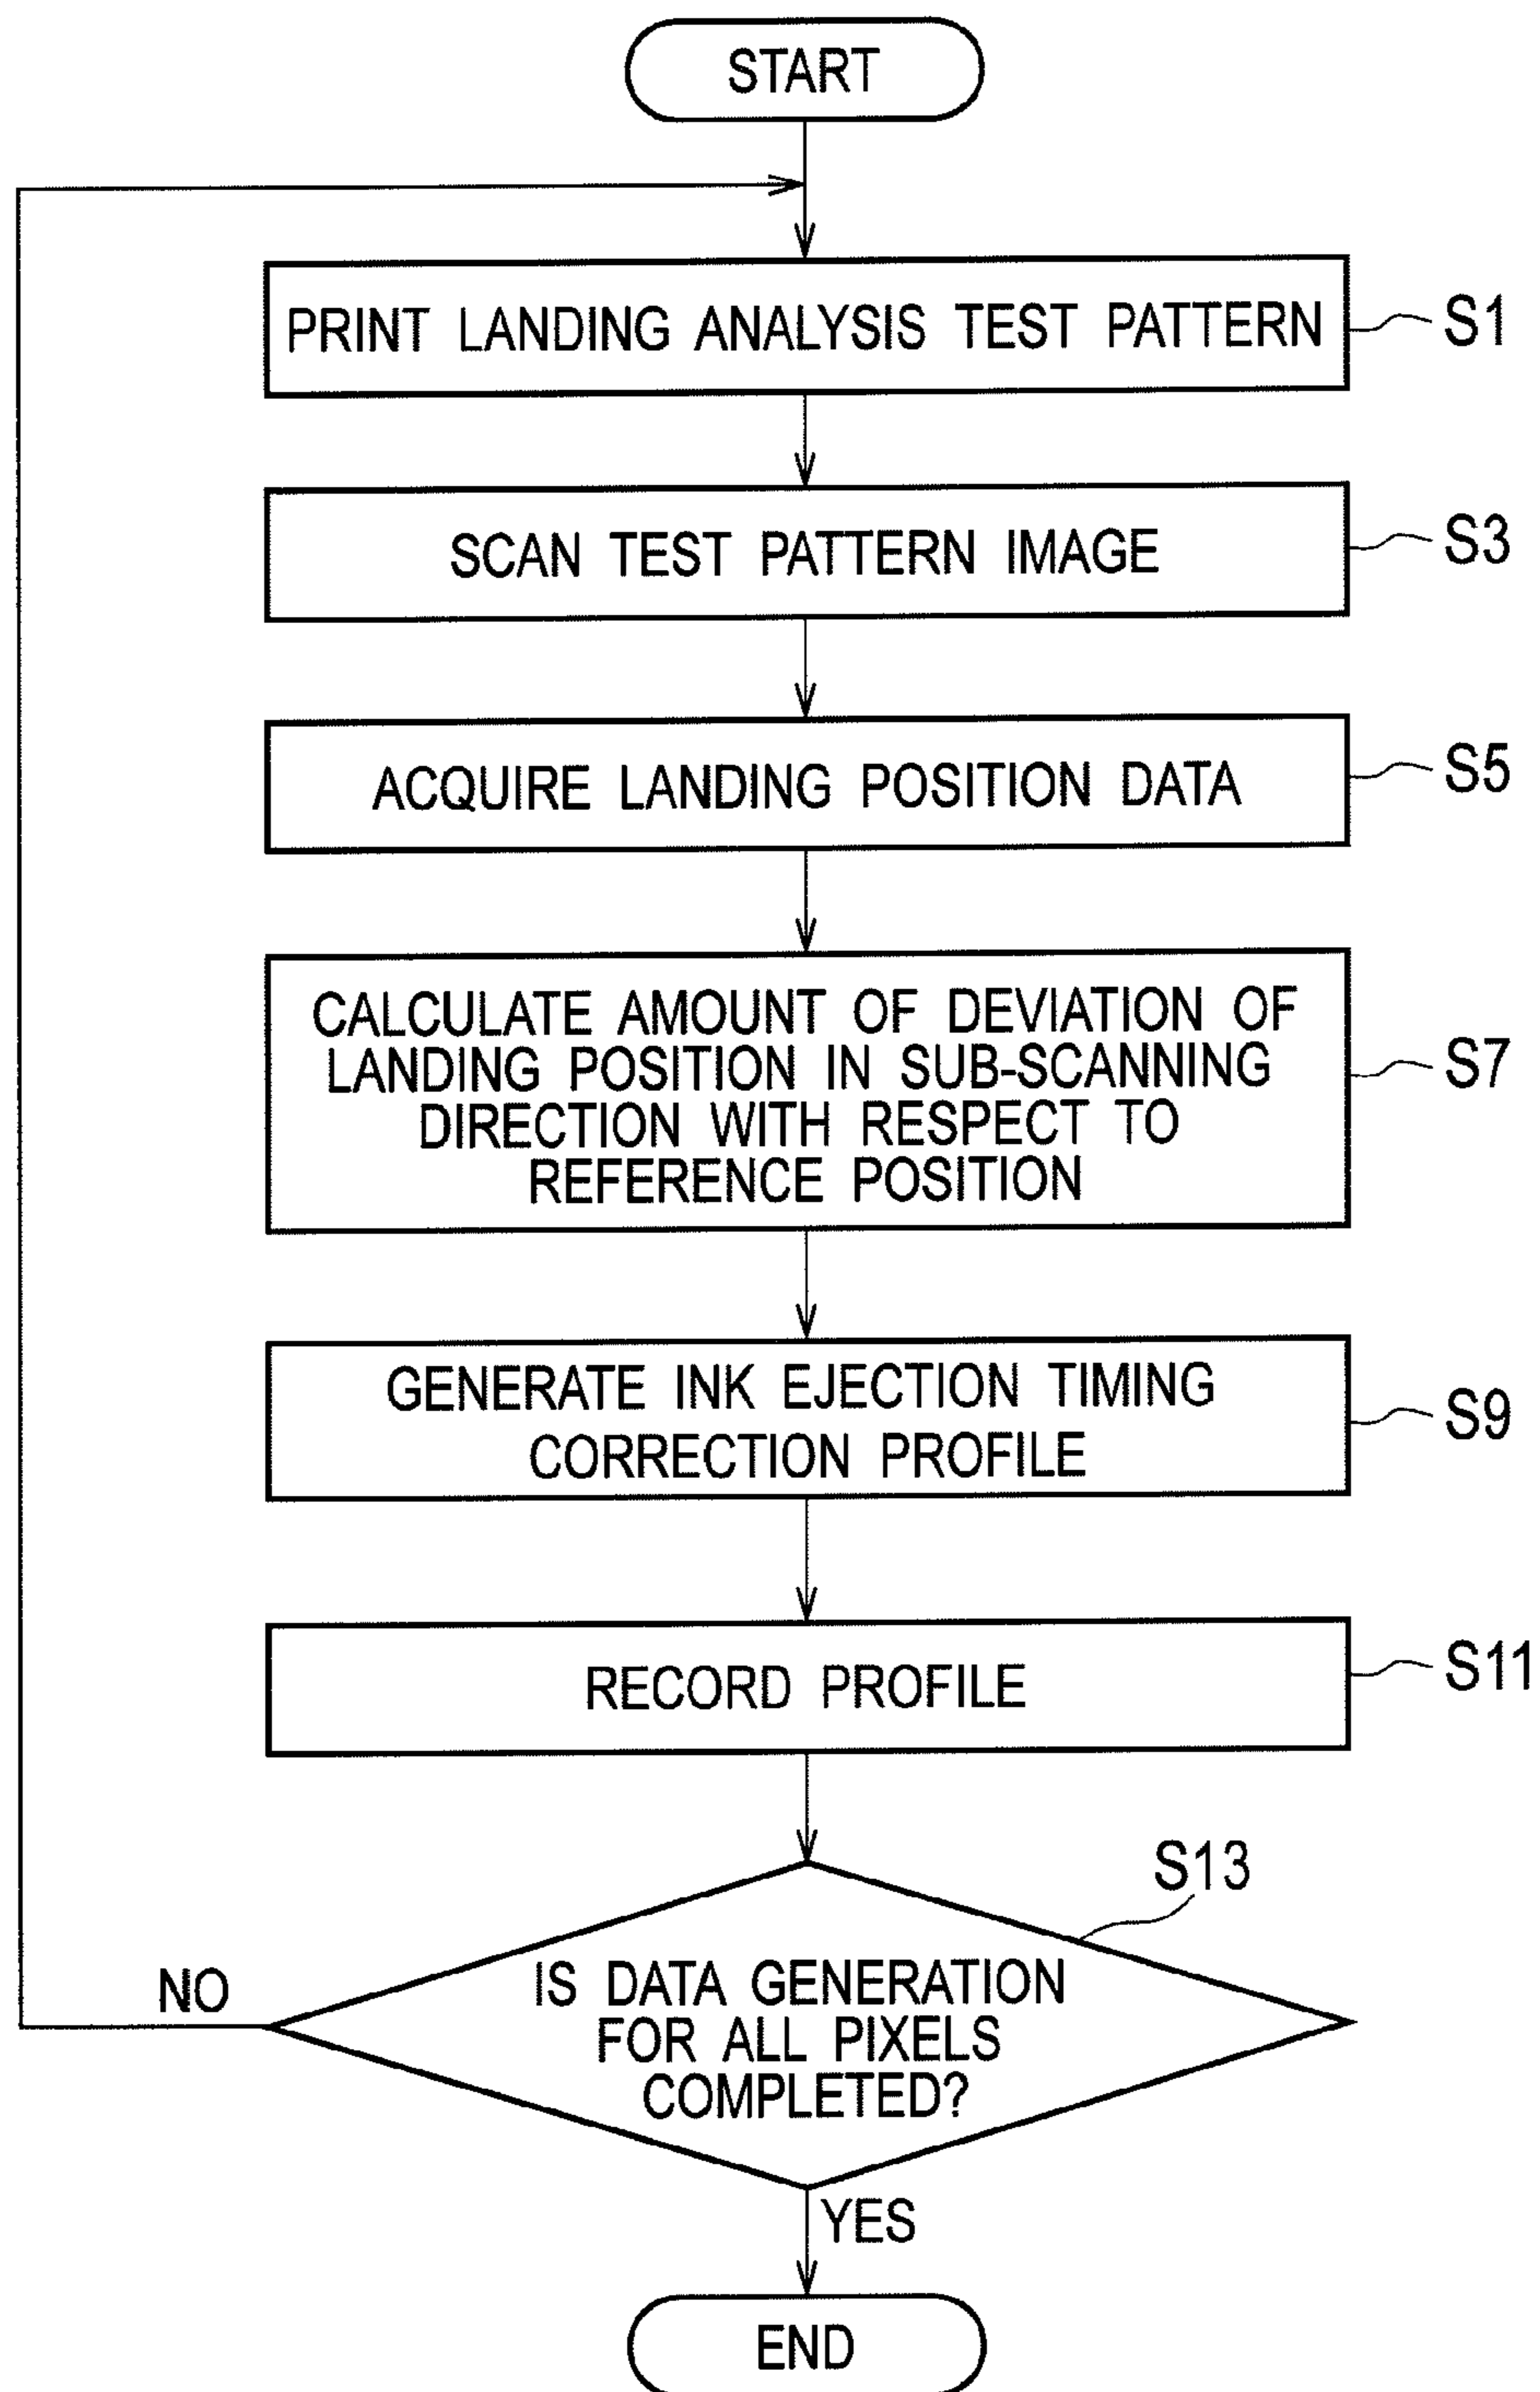 START
PRINT LANDING ANALYSIS TEST PATTERN
S1
SCAN TEST PATTERN IMAGE
S3
ACQUIRE LANDING POSITION DATA
S5
CALCULATE AMOUNT OF DEVIATION OF
LANDING POSITION IN SUB-SCANNING
DIRECTION WITH RESPECT TO
REFERENCE POSITION
S7
GENERATE INK EJECTION TIMING
CORRECTION PROFILE
S9
RECORD PROFILE
S11
S13
IS DATA GENERATION
FOR ALL PIXELS
COMPLETED?
NO
YES
END